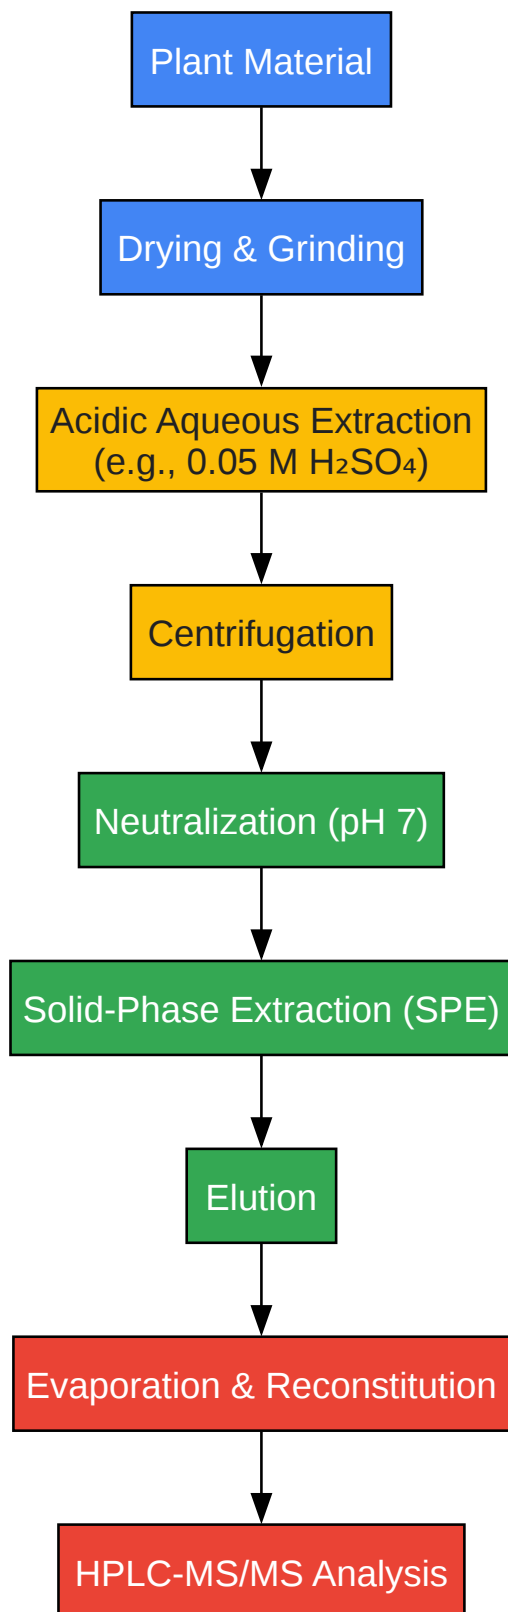 Plant Material
Drying & Grinding
Acidic Aqueous Extraction
(e.g., 0.05 M H₂SO₄)
Centrifugation
Neutralization (pH 7)
Solid-Phase Extraction (SPE)
Elution
Evaporation & Reconstitution
HPLC-MS/MS Analysis